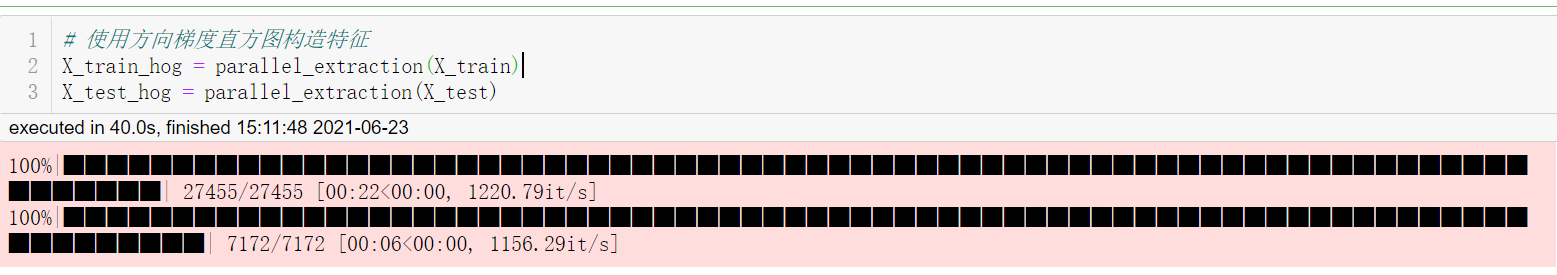 1 # 使用方向梯度直方图构造特征
2 X_train_hog = parallel_extraction(X_train)
3 X_test_hog = parallel_extraction(X_test)
executed in 40.0s, finished 15:11:48 2021-06-23
100%|██████████████████████████████████████████████████████████████████
███████| 27455/27455 [00:22<00:00, 1220.79it/s]
100%|██████████████████████████████████████████████████████████████████
█████████| 7172/7172 [00:06<00:00, 1156.29it/s]